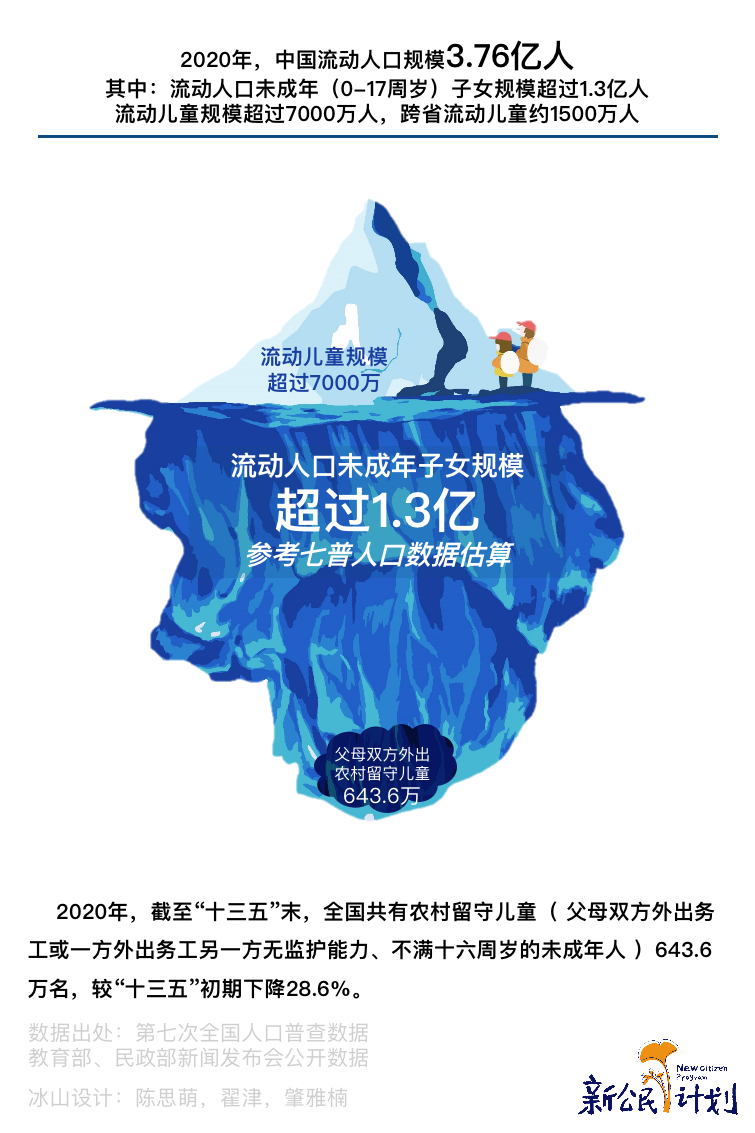 2020年，中国流动人口规模3.76亿人
其中：流动人口未成年（0-17周岁）子女规模超过1.3亿人
流动儿童规模超过7000万人，跨省流动儿童约1500万人
流动儿童规模
超过7000万
流动人口未成年子女规模
超过1.3亿
参考七普人口数据估算
父母双方外出
农村留守儿童
643.6万
2020年，截至“十三五”末，全国共有农村留守儿童（ 父母双方外出务
工或一方外出务工另一方无监护能力、不满十六周岁的未成年人 ）643.6
万名，较“十三五”初期下降28.6%。
数据出处：第七次全国人口普查数据
教育部、民政部新闻发布会公开数据
冰山设计：陈思萌，翟津，肇雅楠
New Citizen
Program
新公民计划